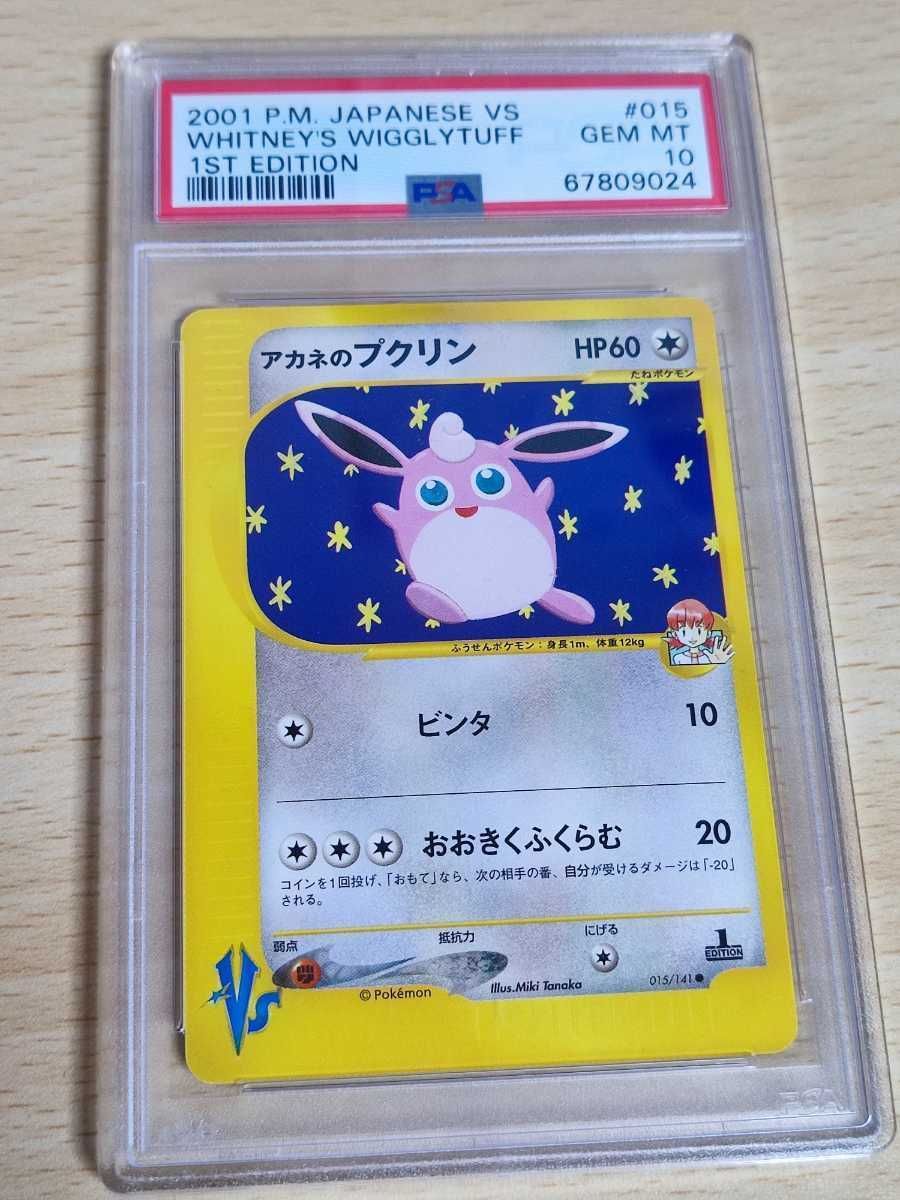 2001 P.M. JAPANESE VS #015
WHITNEY'S WIGGLYTUFF GEM MT
1ST EDITION 10
PSA 67809024
アカネのプクリン HP60
たねポケモン
ふうせんポケモン:身長1m、体重12kg
ビンタ 10
おおきくふくらむ 20
コインを1回投げ、「おもて」なら、次の相手の番、自分が受けるダメージは「-20」
される。
弱点 抵抗力 にげる
1
EDITION
VS
© Pokémon Illus.Miki Tanaka 015/141
PSA